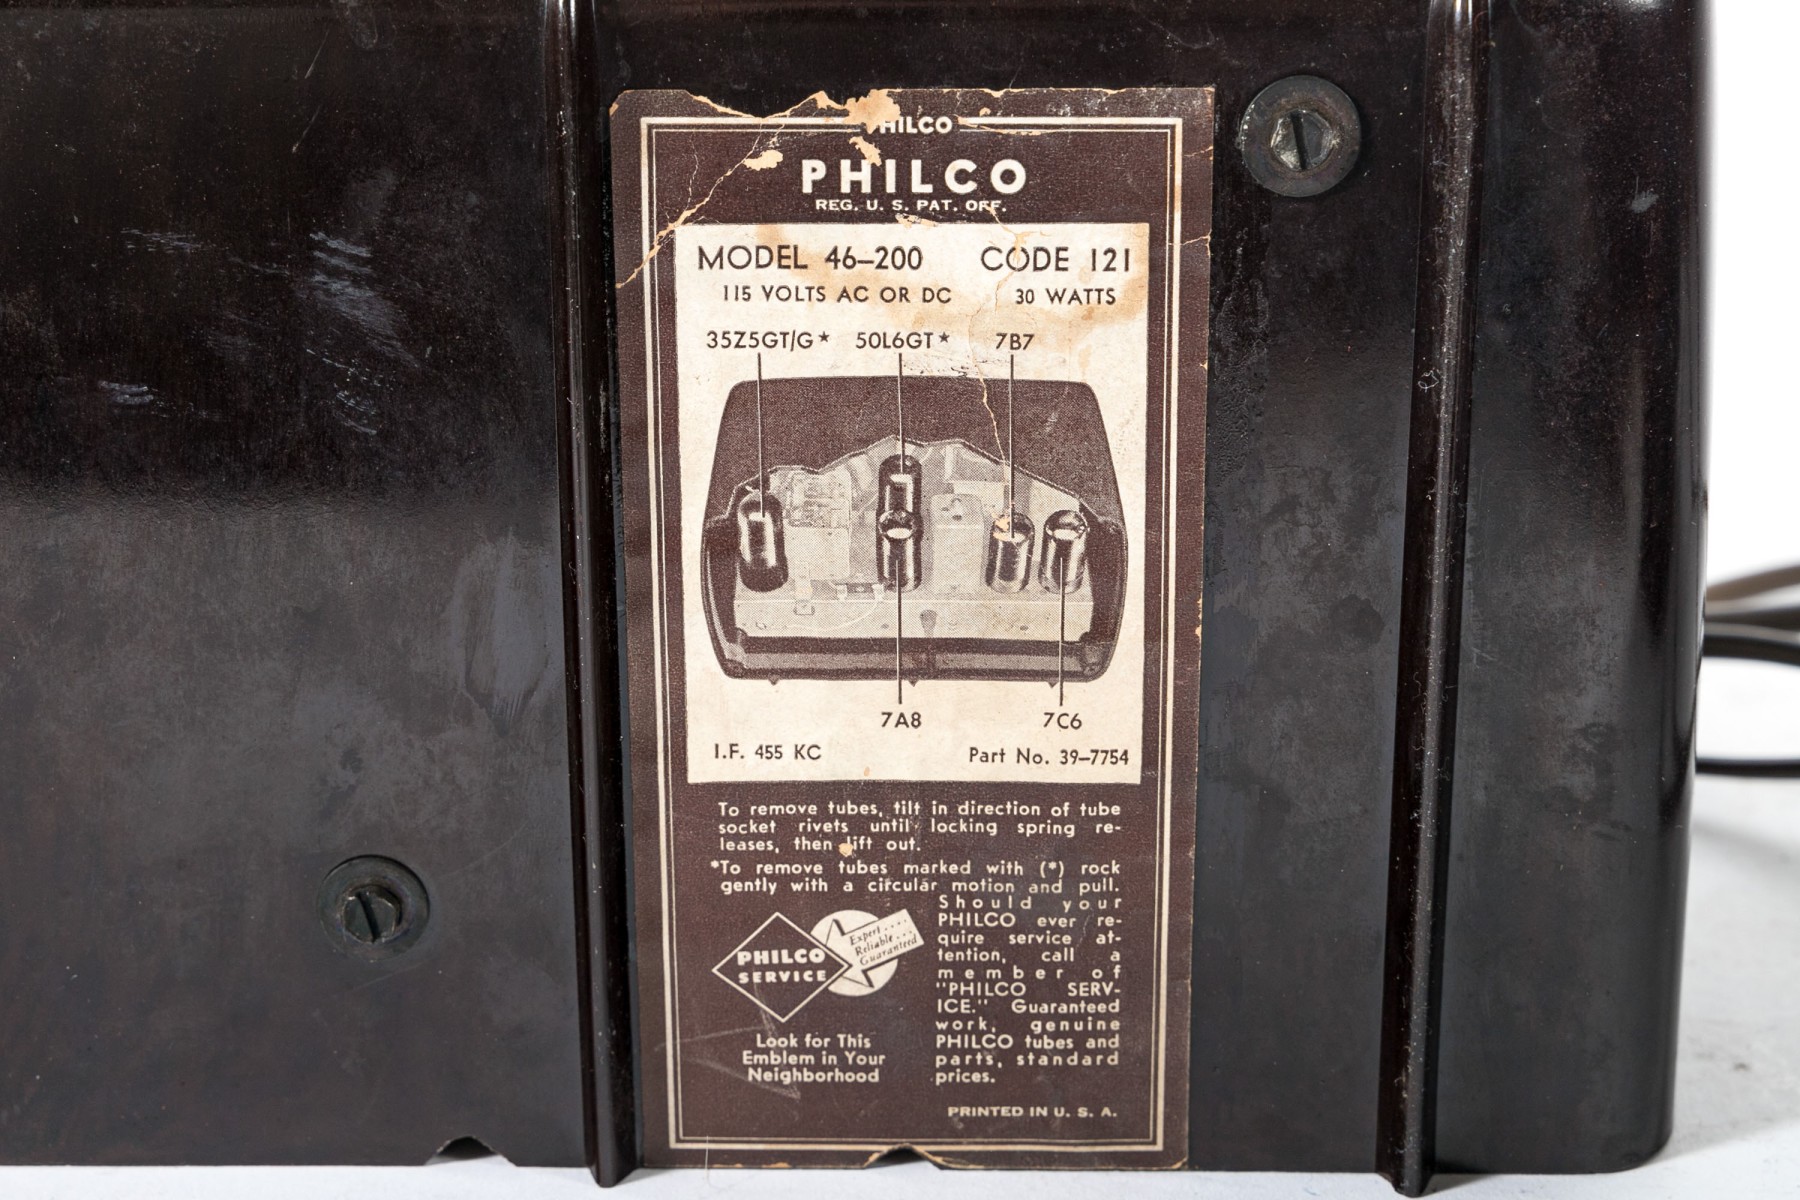 PHILCO
PHILCO
REG. U. S. PAT. OFF.
MODEL 46–200 CODE 121
115 VOLTS AC OR DC 30 WATTS
35Z5GT/G* 50L6GT* 7B7
7A8 7C6
I.F. 455 KC Part No. 39–7754
To remove tubes, tilt in direction of tube
socket rivets until locking spring re-
leases, then lift out.
*To remove tubes marked with (*) rock
gently with a circular motion and pull.
Should your
PHILCO ever re-
quire service at-
tention, call a
member of
"PHILCO SERV-
ICE." Guaranteed
work, genuine
PHILCO tubes and
parts, standard
prices.
PHILCO
SERVICE
Expert....
Reliable...
Guaranteed
Look for This
Emblem in Your
Neighborhood
PRINTED IN U. S. A.